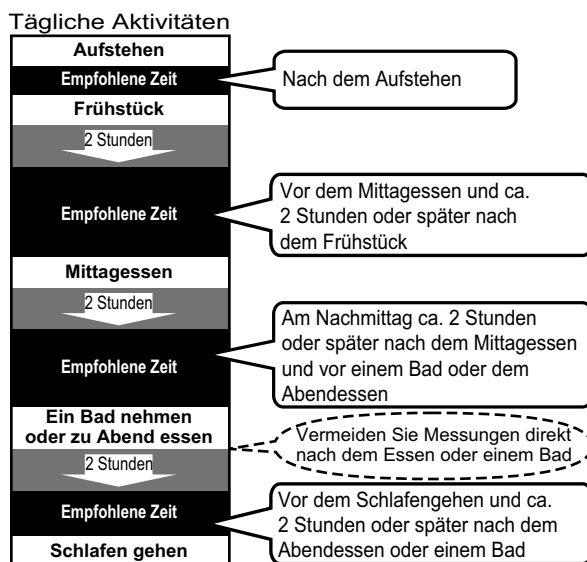 Tägliche Aktivitäten
Aufstehen
Empfohlene Zeit
Nach dem Aufstehen
Frühstück
2 Stunden
Empfohlene Zeit
Vor dem Mittagessen und ca.
2 Stunden oder später nach
dem Frühstück
Mittagessen
2 Stunden
Empfohlene Zeit
Am Nachmittag ca. 2 Stunden
oder später nach dem Mittagessen
und vor einem Bad oder dem
Abendessen
Ein Bad nehmen
oder zu Abend essen
Vermeiden Sie Messungen direkt
nach dem Essen oder einem Bad
2 Stunden
Empfohlene Zeit
Vor dem Schlafengehen und ca.
2 Stunden oder später nach dem
Abendessen oder einem Bad
Schlafen gehen